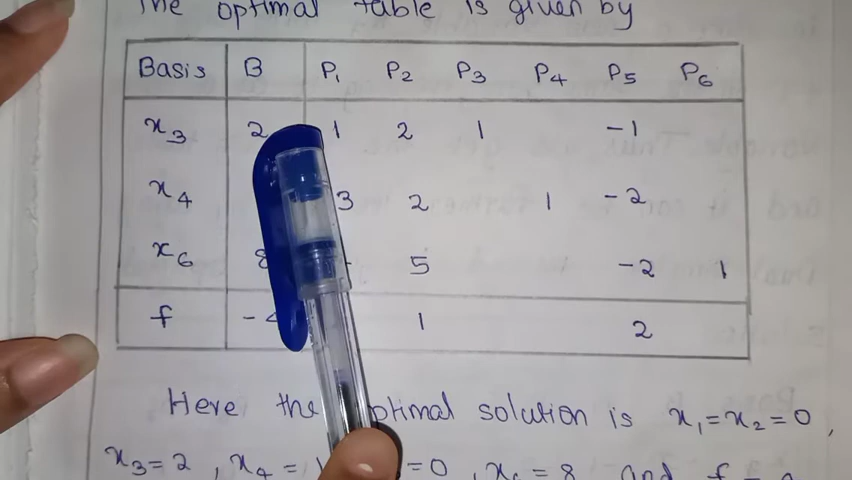 The optimal table is given by
Basis B P₁ P₂ P₃ P₄ P₅ P₆
x₃ 2 1 2 1 -1
x₄ 3 2 1 -2
x₆ 8 5 -2 1
f - 1 2
Here the optimal solution is x₁=x₂=0,
x₃=2, x₄= =0, x₆=8 and f=